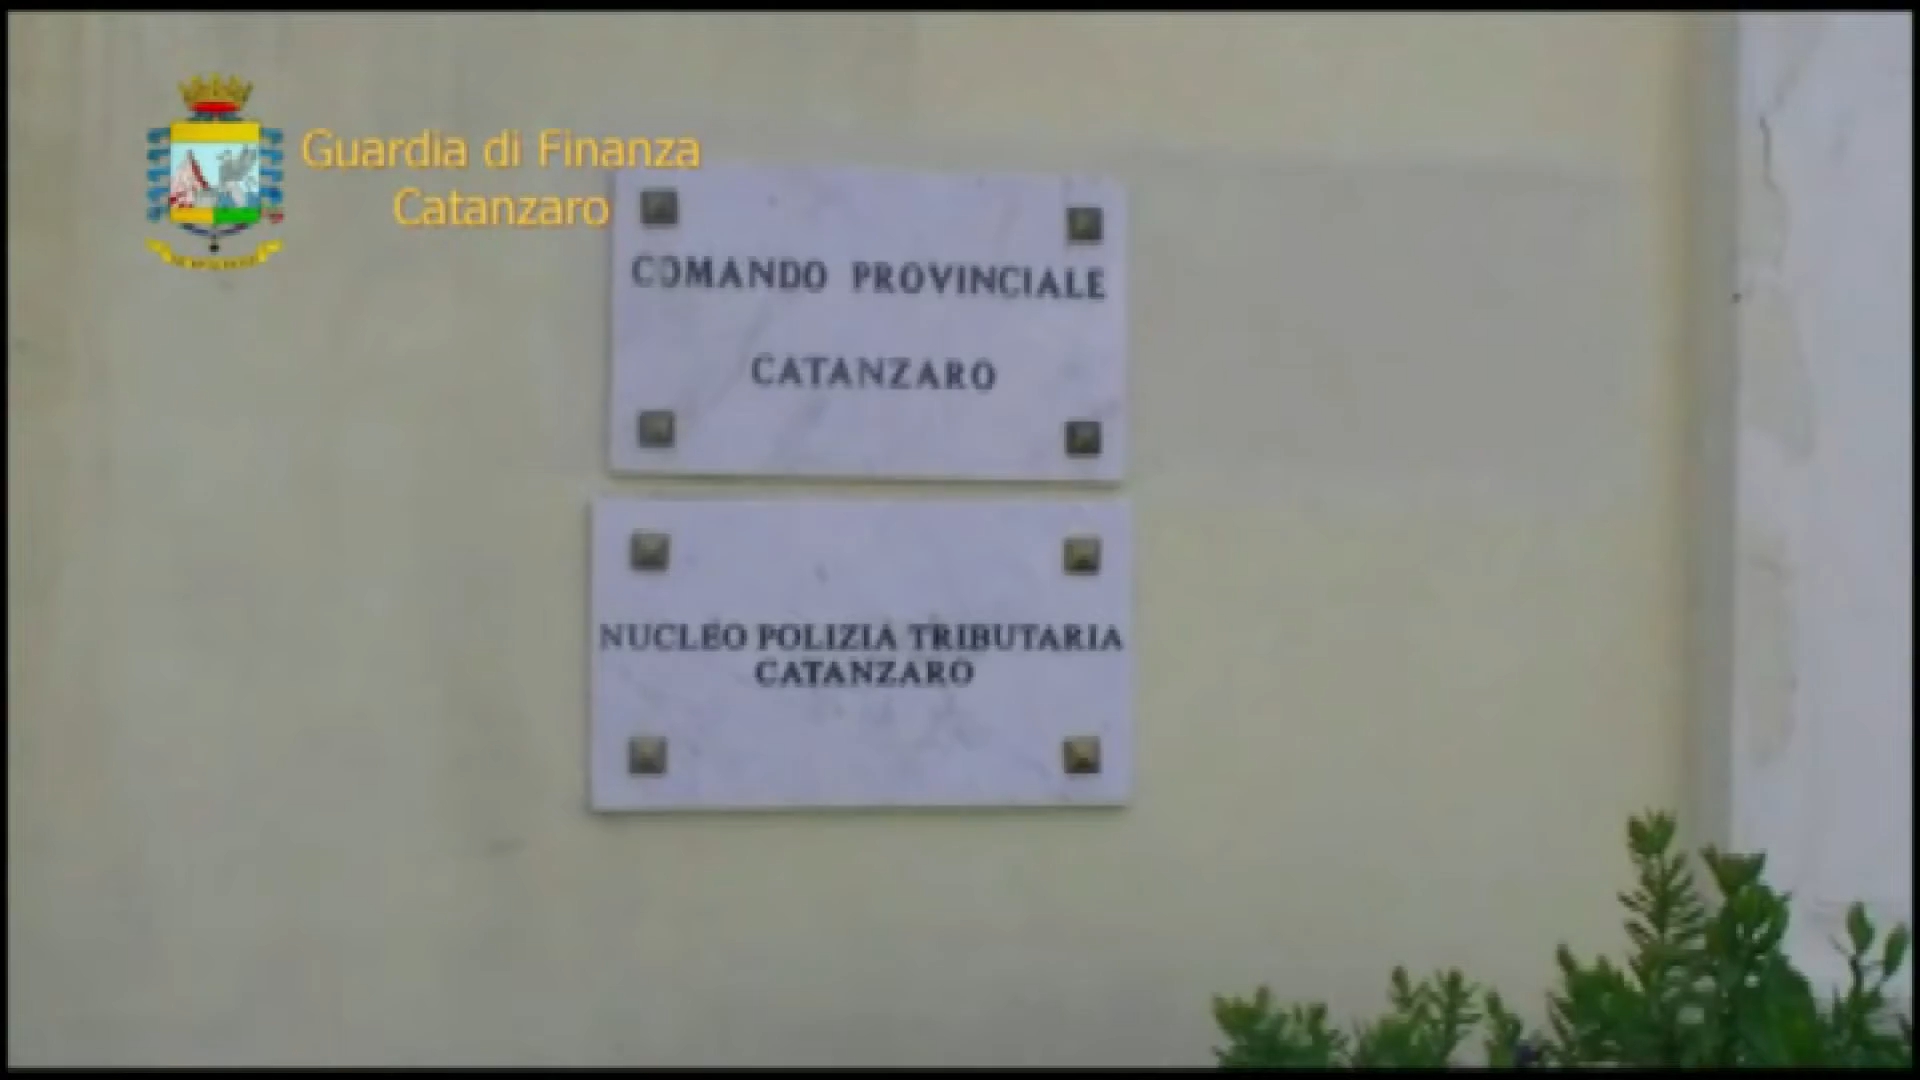 Guardia di Finanza
Catanzaro
COMANDO PROVINCIALE
CATANZARO
NUCLEO POLIZIA TRIBUTARIA
CATANZARO